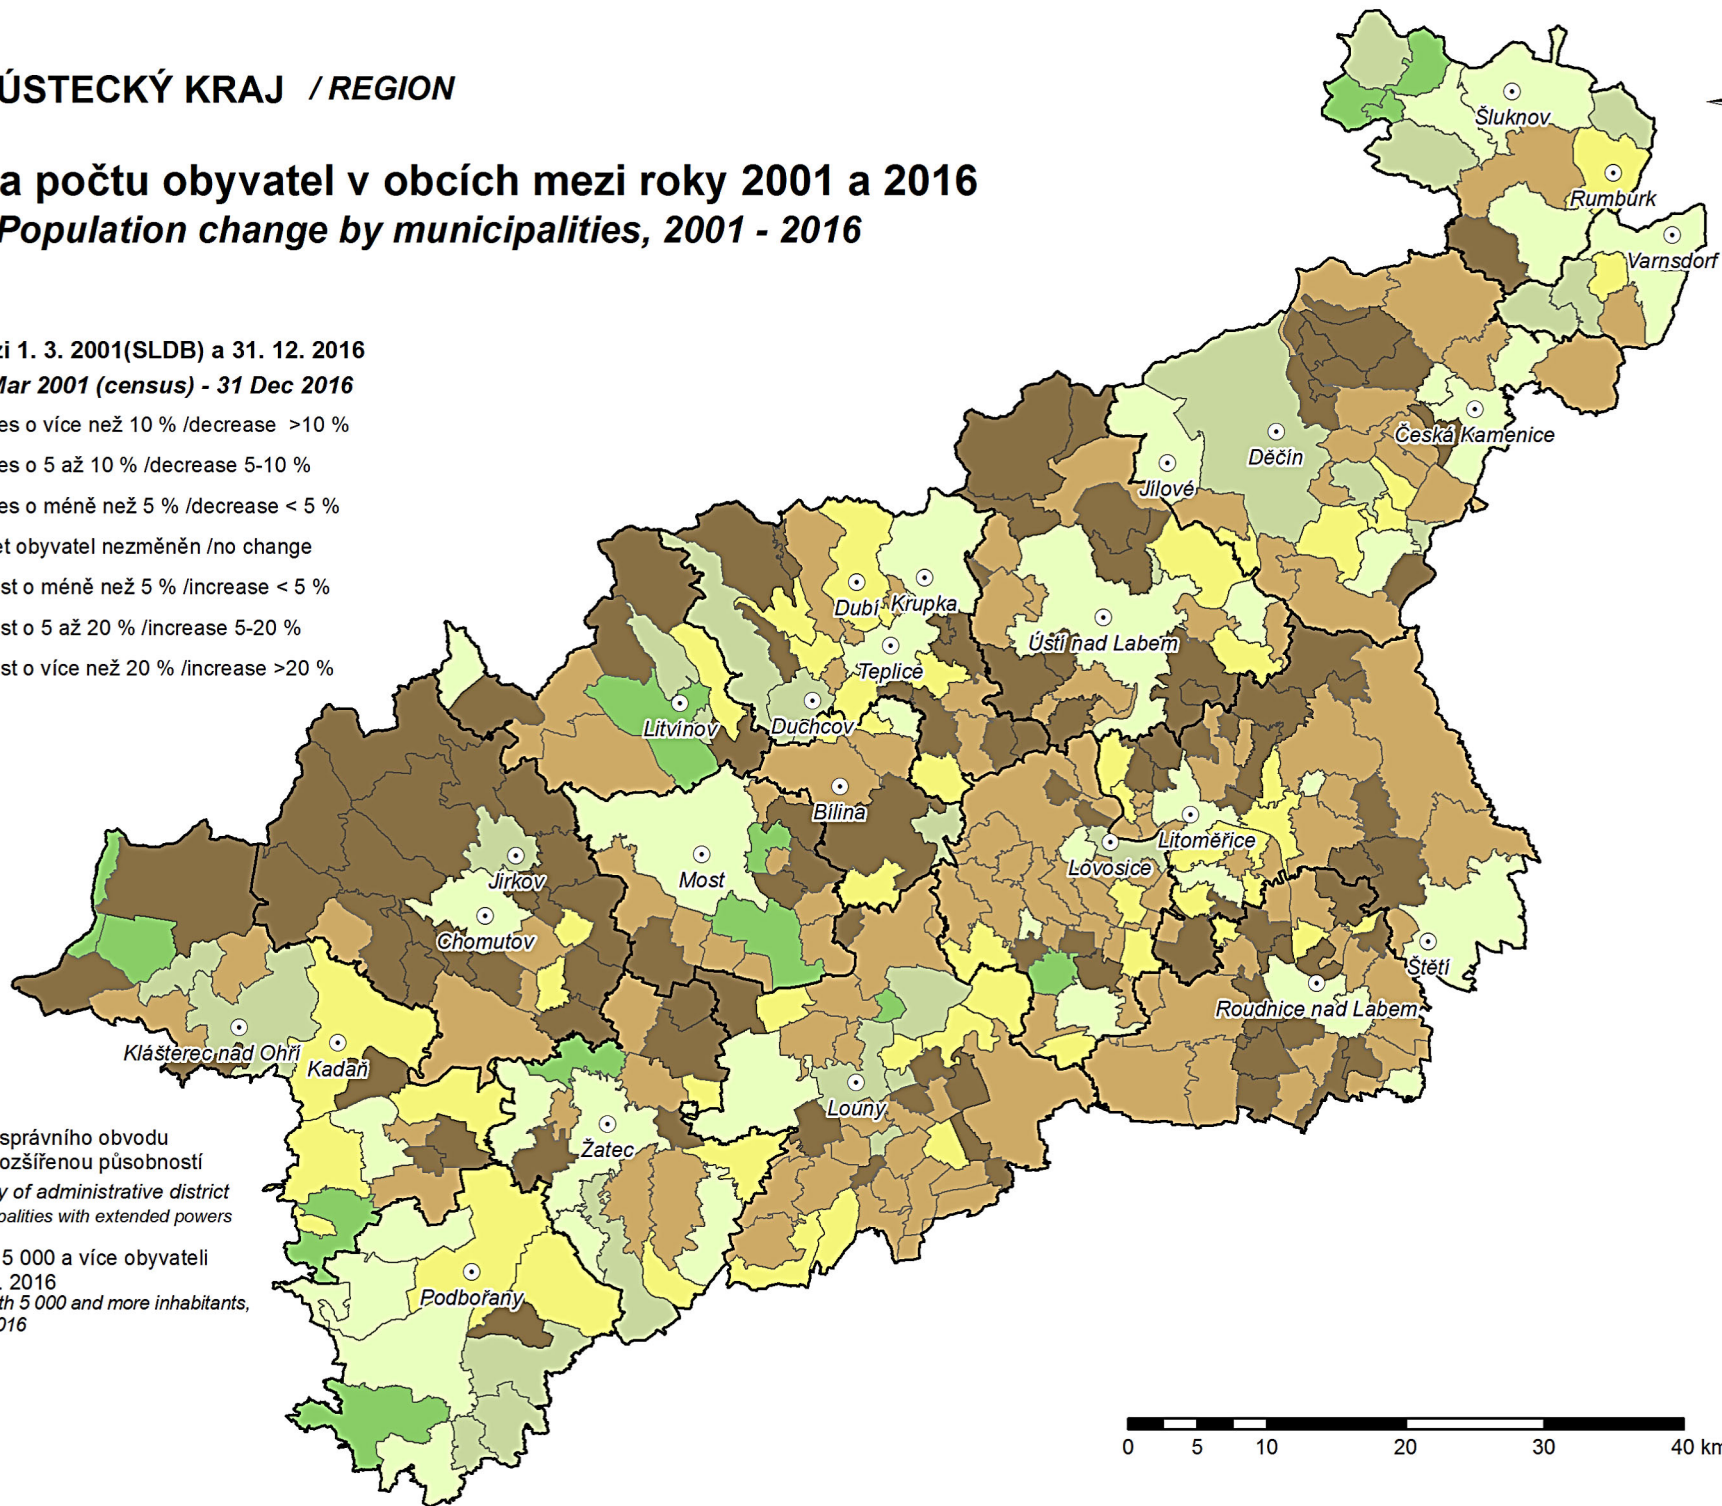 ÚSTECKÝ KRAJ / REGION
a počtu obyvatel v obcích mezi roky 2001 a 2016
Population change by municipalities, 2001 - 2016
zi 1. 3. 2001(SLDB) a 31. 12. 2016
Mar 2001 (census) - 31 Dec 2016
es o více než 10 % /decrease >10 %
es o 5 až 10 % /decrease 5-10 %
es o méně než 5 % /decrease < 5 %
et obyvatel nezměněn /no change
st o méně než 5 % /increase < 5 %
st o 5 až 20 % /increase 5-20 %
st o více než 20 % /increase >20 %
správního obvodu
ozšířenou působností
y of administrative district
palities with extended powers
5 000 a více obyvateli
. 2016
th 5 000 and more inhabitants,
016
Šluknov
Rumburk
Varnsdorf
Česká Kamenice
Děčín
Jílové
Dubí
Krupka
Ústí nad Labem
Teplice
Litvínov
Duchcov
Bílina
Litoměřice
Lovosice
Most
Jirkov
Chomutov
Štětí
Roudnice nad Labem
Klášterec nad Ohří
Kadaň
Louny
Žatec
Podbořany
0 5 10 20 30 40 km